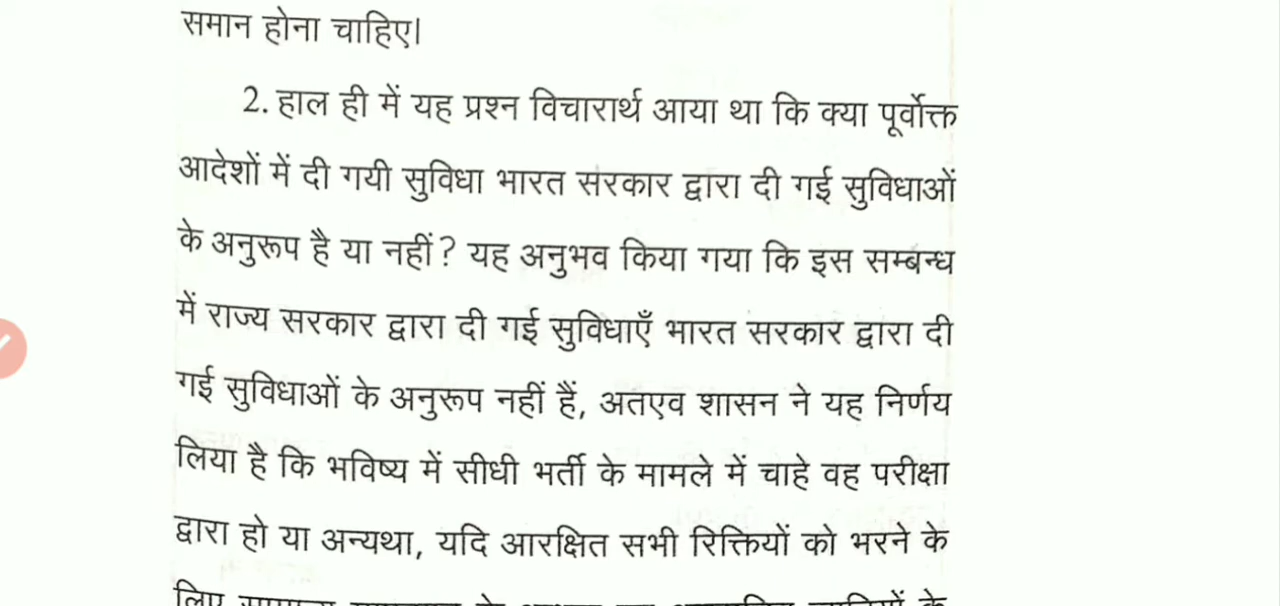 समान होना चाहिए।
2. हाल ही में यह प्रश्न विचारार्थ आया था कि क्या पूर्वोक्त
आदेशों में दी गयी सुविधा भारत सरकार द्वारा दी गई सुविधाओं
के अनुरूप है या नहीं? यह अनुभव किया गया कि इस सम्बन्ध
में राज्य सरकार द्वारा दी गई सुविधाएँ भारत सरकार द्वारा दी
गई सुविधाओं के अनुरूप नहीं हैं, अतएव शासन ने यह निर्णय
लिया है कि भविष्य में सीधी भर्ती के मामले में चाहे वह परीक्षा
द्वारा हो या अन्यथा, यदि आरक्षित सभी रिक्तियों को भरने के
लिए